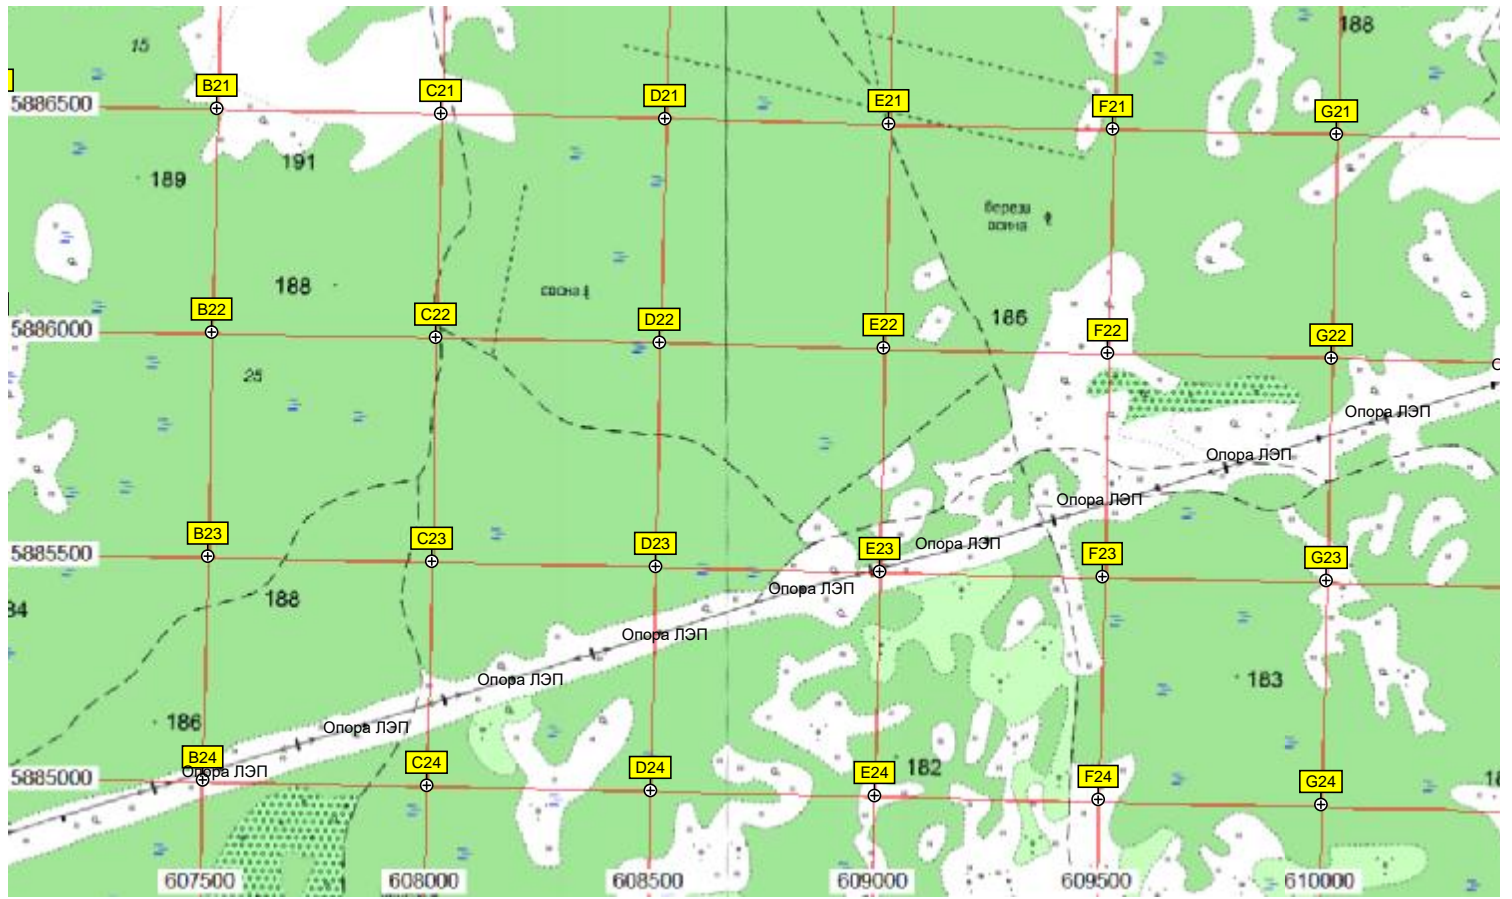 188
15
B21
C21
D21
E21
F21
G21
5886500
191
189
береза
осина
188
сосна
B22
C22
D22
E22
185
F22
G22
5886000
25
Опора ЛЭП
Опора ЛЭП
Опора ЛЭП
B23
C23
D23
E23
Опора ЛЭП
F23
G23
5885500
Опора ЛЭП
188
84
Опора ЛЭП
Опора ЛЭП
183
186
Опора ЛЭП
B24
C24
D24
E24
182
F24
G24
5885000
Опора ЛЭП
607500
608000
608500
609000
609500
610000